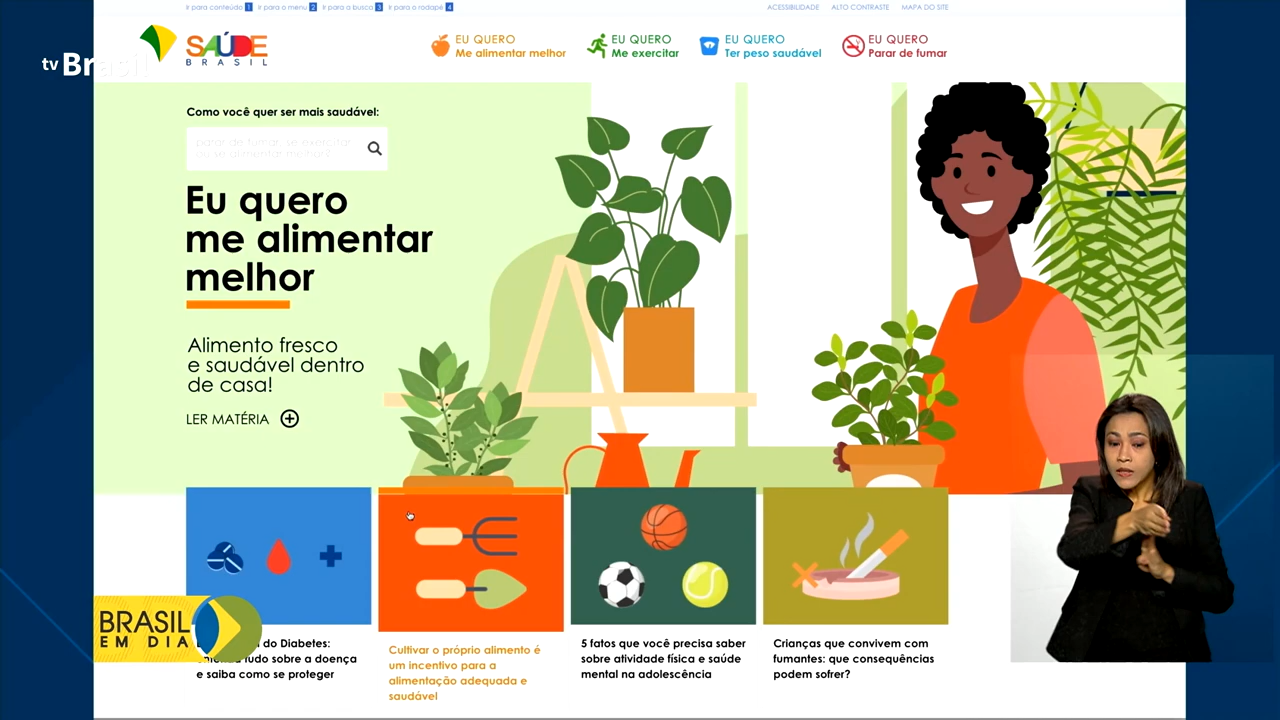 Ir para conteúdo 1 Ir para o menu 2 Ir para a busca 3 Ir para o rodapé 4
ACESSIBILIDADE ALTO CONTRASTE MAPA DO SITE
tv Brasil
SAÚDE
BRASIL
EU QUERO
Me alimentar melhor
EU QUERO
Me exercitar
EU QUERO
Ter peso saudável
EU QUERO
Parar de fumar
Como você quer ser mais saudável:
parar de fumar, se exercitar
ou se alimentar melhor?
Eu quero
me alimentar
melhor
Alimento fresco
e saudável dentro
de casa!
LER MATÉRIA
BRASIL
EM DIA
do Diabetes:
tudo sobre a doença
e saiba como se proteger
Cultivar o próprio alimento é
um incentivo para a
alimentação adequada e
saudável
5 fatos que você precisa saber
sobre atividade física e saúde
mental na adolescência
Crianças que convivem com
fumantes: que consequências
podem sofrer?